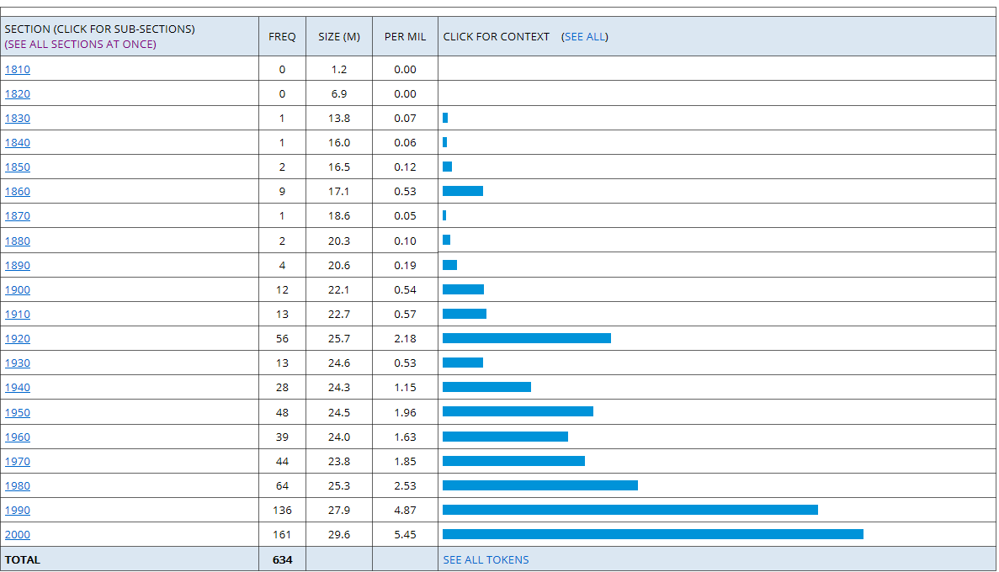 SECTION (CLICK FOR SUB-SECTIONS)
(SEE ALL SECTIONS AT ONCE) FREQ SIZE (M) PER MIL CLICK FOR CONTEXT (SEE ALL)
1810 0 1.2 0.00
1820 0 6.9 0.00
1830 1 13.8 0.07
1840 1 16.0 0.06
1850 2 16.5 0.12
1860 9 17.1 0.53
1870 1 18.6 0.05
1880 2 20.3 0.10
1890 4 20.6 0.19
1900 12 22.1 0.54
1910 13 22.7 0.57
1920 56 25.7 2.18
1930 13 24.6 0.53
1940 28 24.3 1.15
1950 48 24.5 1.96
1960 39 24.0 1.63
1970 44 23.8 1.85
1980 64 25.3 2.53
1990 136 27.9 4.87
2000 161 29.6 5.45
TOTAL 634 SEE ALL TOKENS